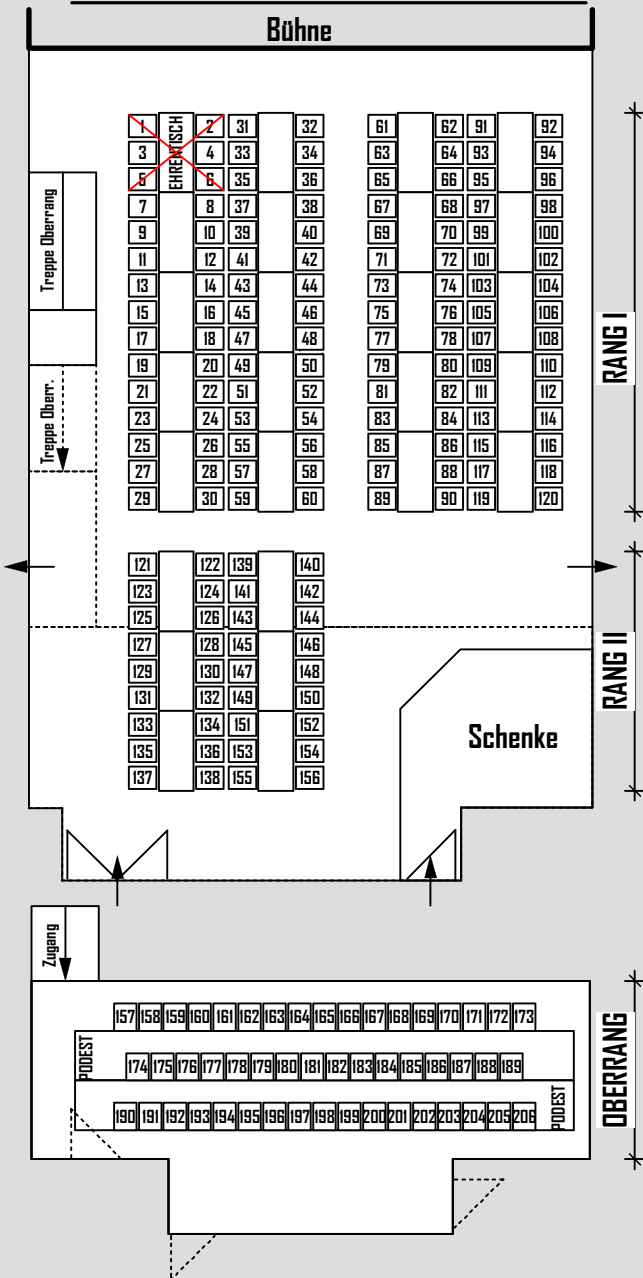 Bühne
1 2 31 32 61 62 91 92
EHRENTISCH
3 4 33 34 63 64 93 94
5 6 35 36 65 66 95 96
7 8 37 38 67 68 97 98
9 10 39 40 69 70 99 100
11 12 41 42 71 72 101 102
13 14 43 44 73 74 103 104
15 16 45 46 75 76 105 106
17 18 47 48 77 78 107 108
19 20 49 50 79 80 109 110
21 22 51 52 81 82 111 112
23 24 53 54 83 84 113 114
25 26 55 56 85 86 115 116
27 28 57 58 87 88 117 118
29 30 59 60 89 90 119 120
Treppe Oberrang
Treppe Oberr.
RANG I
121 122 139 140
123 124 141 142
125 126 143 144
127 128 145 146
129 130 147 148
131 132 149 150
133 134 151 152
135 136 153 154
137 138 155 156
RANG II
Schenke
Zugang
157 158 159 160 161 162 163 164 165 166 167 168 169 170 171 172 173
PODEST
174 175 176 177 178 179 180 181 182 183 184 185 186 187 188 189
190 191 192 193 194 195 196 197 198 199 200 201 202 203 204 205 206
PODEST
OBERRANG